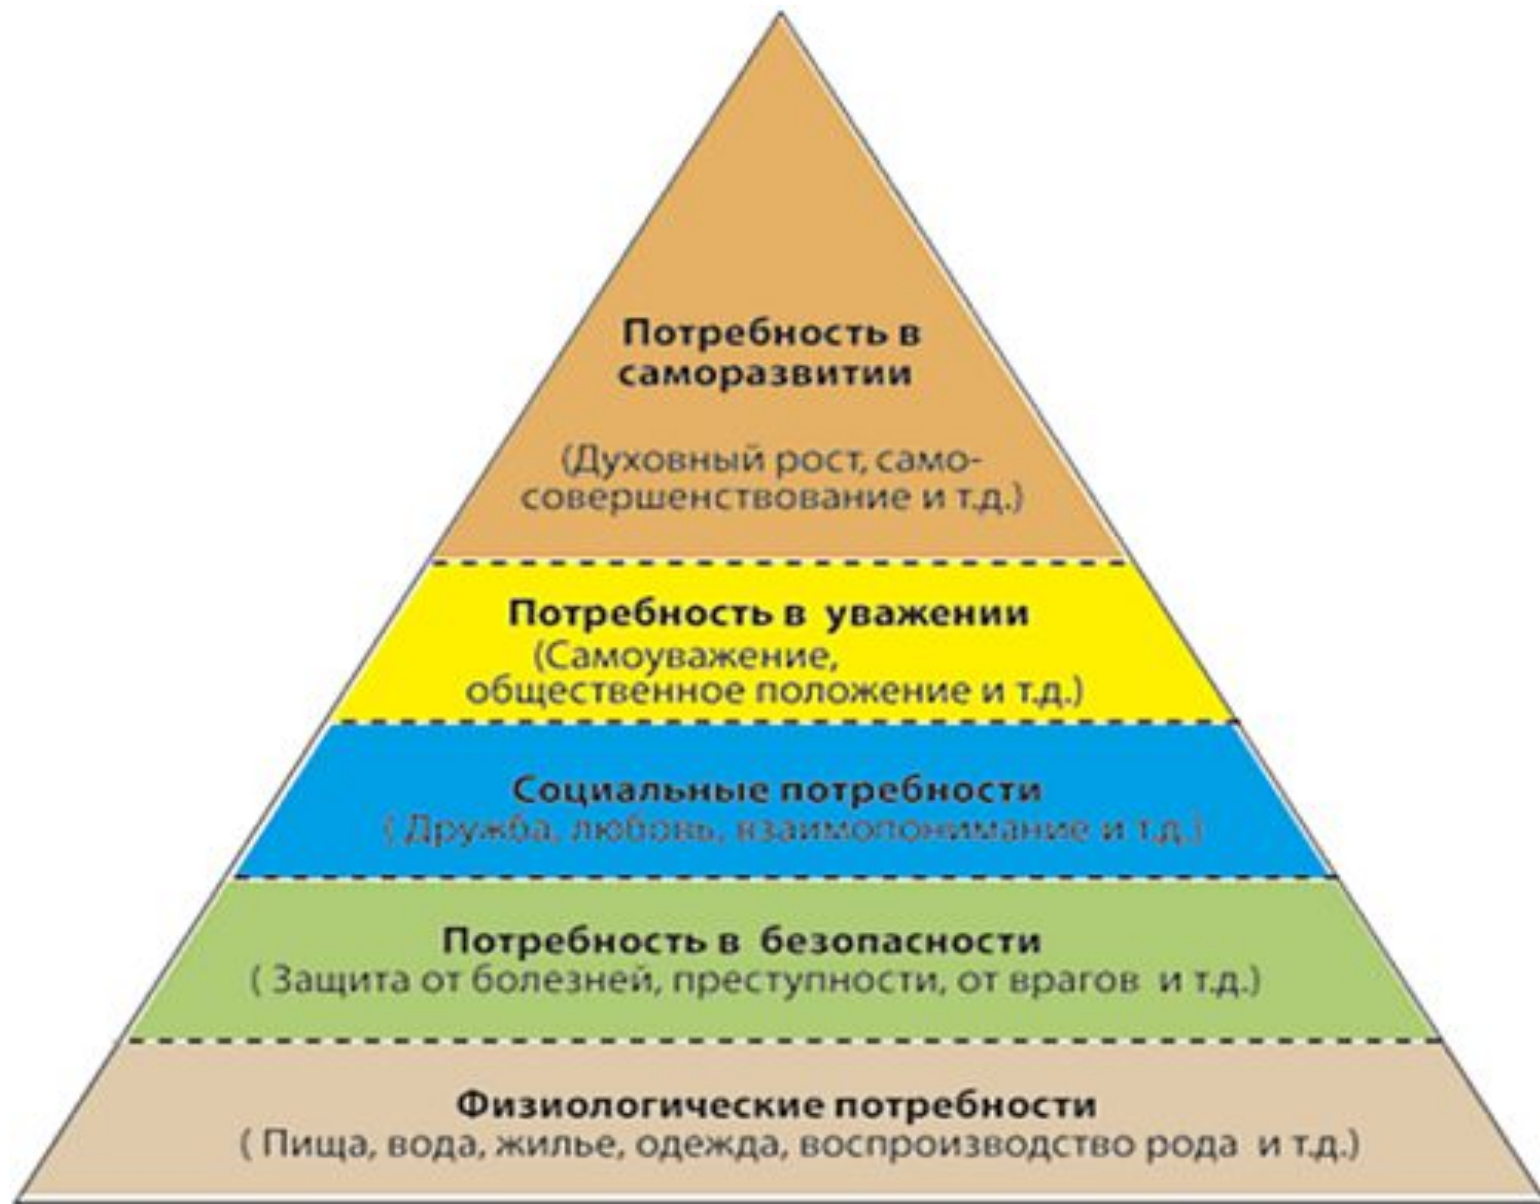 Потребность в
саморазвитии
(Духовный рост, само-
совершенствование и т.д.)
Потребность в уважении
(Самоуважение,
общественное положение и т.д.)
Социальные потребности
( Дружба, любовь, взаимопонимание и т.д.)
Потребность в безопасности
( Защита от болезней, преступности, от врагов и т.д.)
Физиологические потребности
( Пища, вода, жилье, одежда, воспроизводство рода и т.д.)